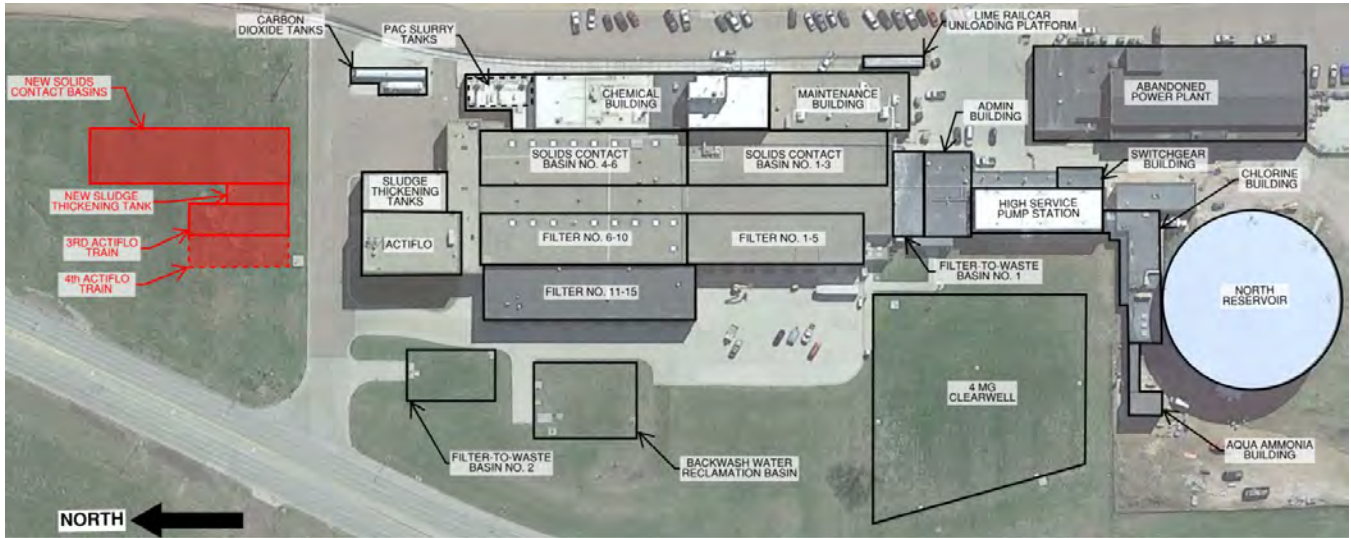 CARBON
DIOXIDE TANKS
PAC SLURRY
TANKS
LIME RAILCAR
UNLOADING PLATFORM
NEW SOLIDS
CONTACT BASINS
CHEMICAL
BUILDING
MAINTENANCE
BUILDING
ADMIN
BUILDING
ABANDONED
POWER PLANT
SOLIDS CONTACT
BASIN NO. 4-6
SOLIDS CONTACT
BASIN NO. 1-3
SWITCHGEAR
BUILDING
CHLORINE
BUILDING
NEW SLUDGE
THICKENING TANK
SLUDGE
THICKENING
TANKS
HIGH SERVICE
PUMP STATION
3RD ACTIFLO
TRAIN
ACTIFLO
FILTER NO. 6-10
FILTER NO. 1-5
4th ACTIFLO
TRAIN
FILTER-TO-WASTE
BASIN NO. 1
FILTER NO. 11-15
NORTH
RESERVOIR
4 MG
CLEARWELL
FILTER-TO-WASTE
BASIN NO. 2
BACKWASH WATER
RECLAMATION BASIN
AQUA AMMONIA
BUILDING
NORTH